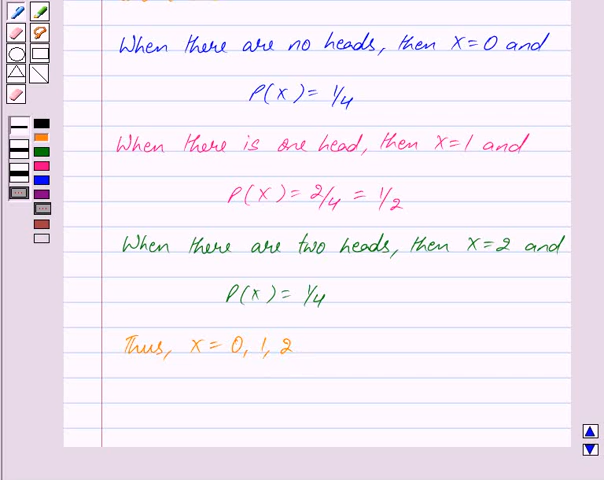 When there are no heads, then X=0 and
P(X)= 1/4
When there is one head, then X=1 and
P(X)= 2/4 = 1/2
When there are two heads, then X=2 and
P(X)= 1/4
Thus, X = 0, 1, 2